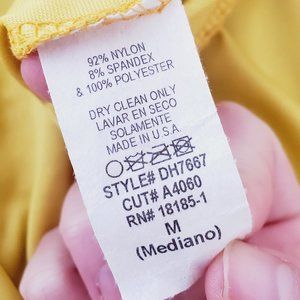 92% NYLON
8% SPANDEX
& 100% POLYESTER
DRY CLEAN ONLY
LAVAR EN SECO
SOLAMENTE
MADE IN U.S.A.
STYLE# DH7667
CUT# A4060
RN# 18185-1
M
(Mediano)